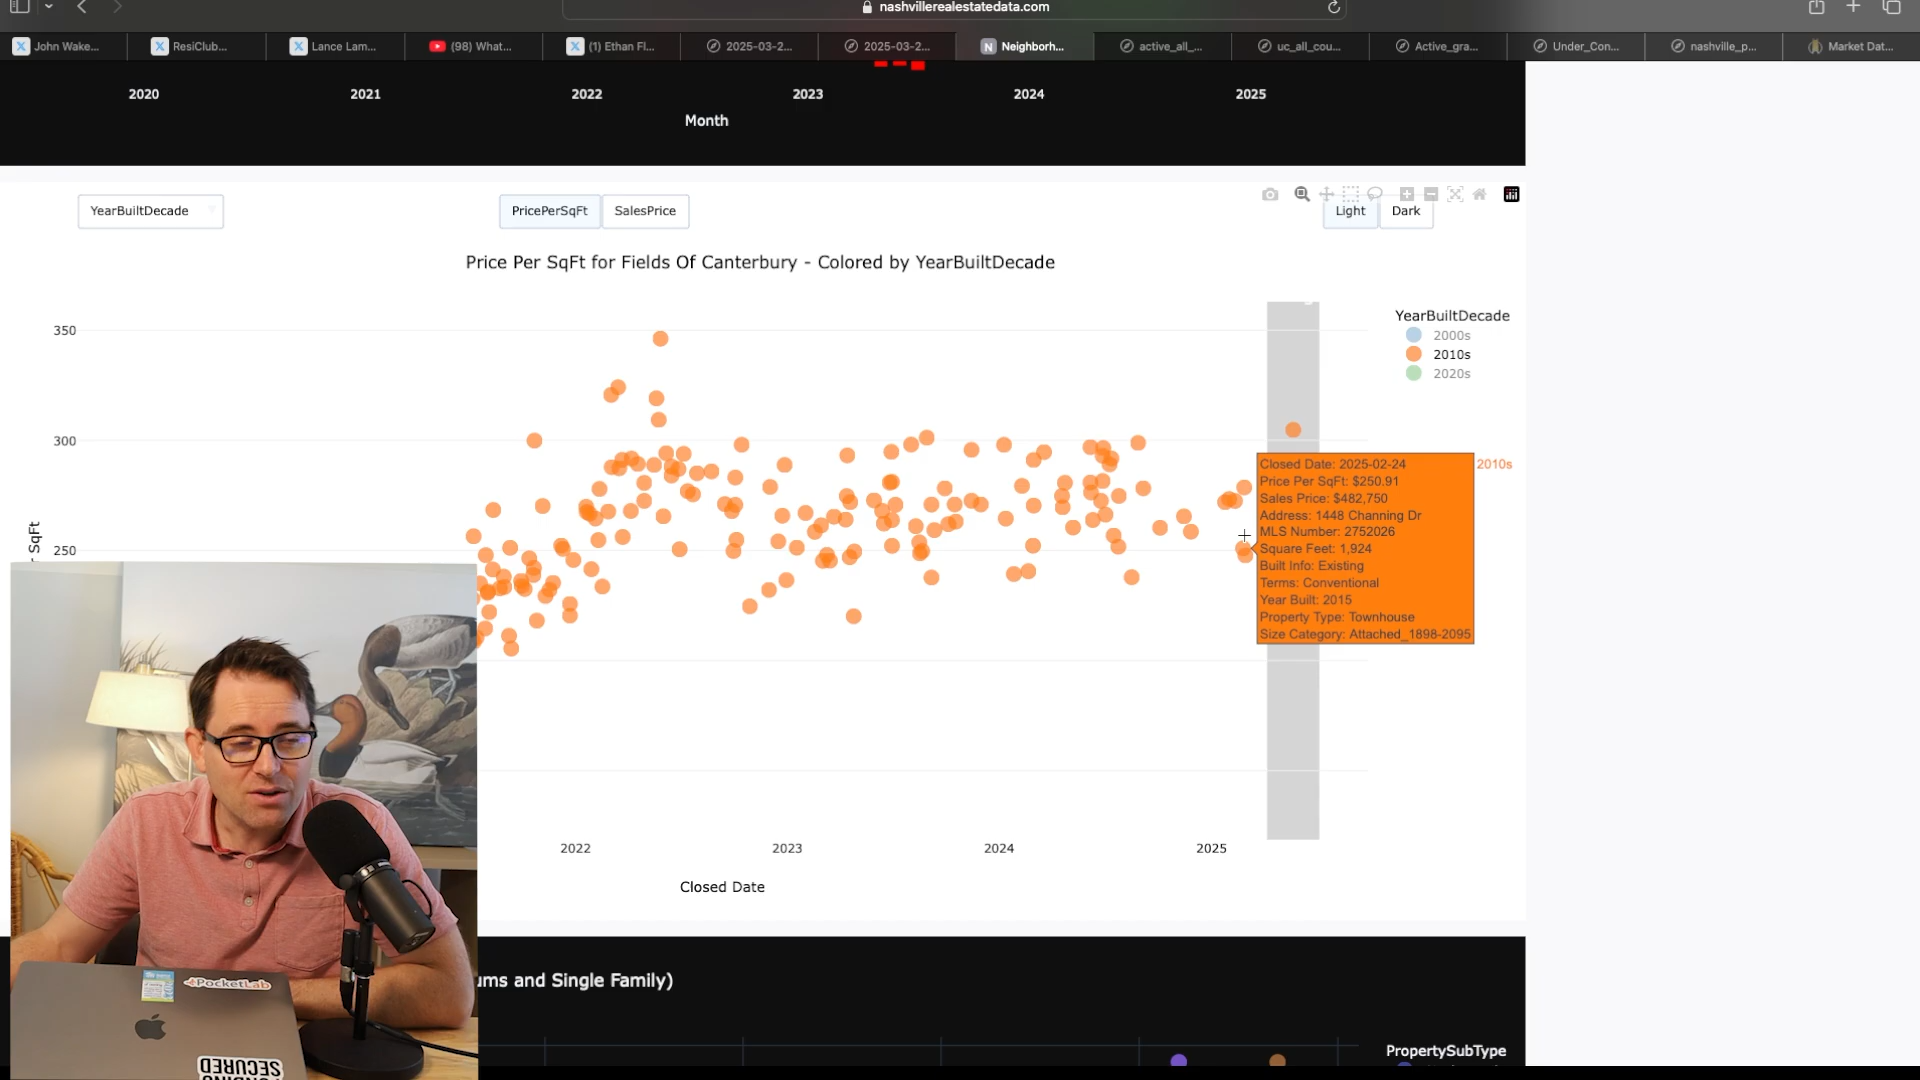 nashvillerealestatedata.com
John Wake...
ResiClub...
Lance Lam...
(98) What...
(1) Ethan Fl...
2025-03-2...
2025-03-2...
Neighborh...
active_all_...
uc_all_cou...
Active_gra...
Under_Con...
nashville_p...
Market Dat...
2020
2021
2022
2023
2024
2025
Month
YearBuiltDecade
PricePerSqFt
SalesPrice
Light
Dark
Price Per SqFt for Fields Of Canterbury - Colored by YearBuiltDecade
YearBuiltDecade
2000s
2010s
2020s
350
300
250
SqFt
Closed Date: 2025-02-24
Price Per SqFt: $250.91
Sales Price: $482,750
Address: 1448 Channing Dr
MLS Number: 2752026
Square Feet: 1,924
Built Info: Existing
Terms: Conventional
Year Built: 2015
Property Type: Townhouse
Size Category: Attached_1898-2095
2010s
2022
2023
2024
2025
Closed Date
ums and Single Family)
PropertySubType
PocketLab
SECURED